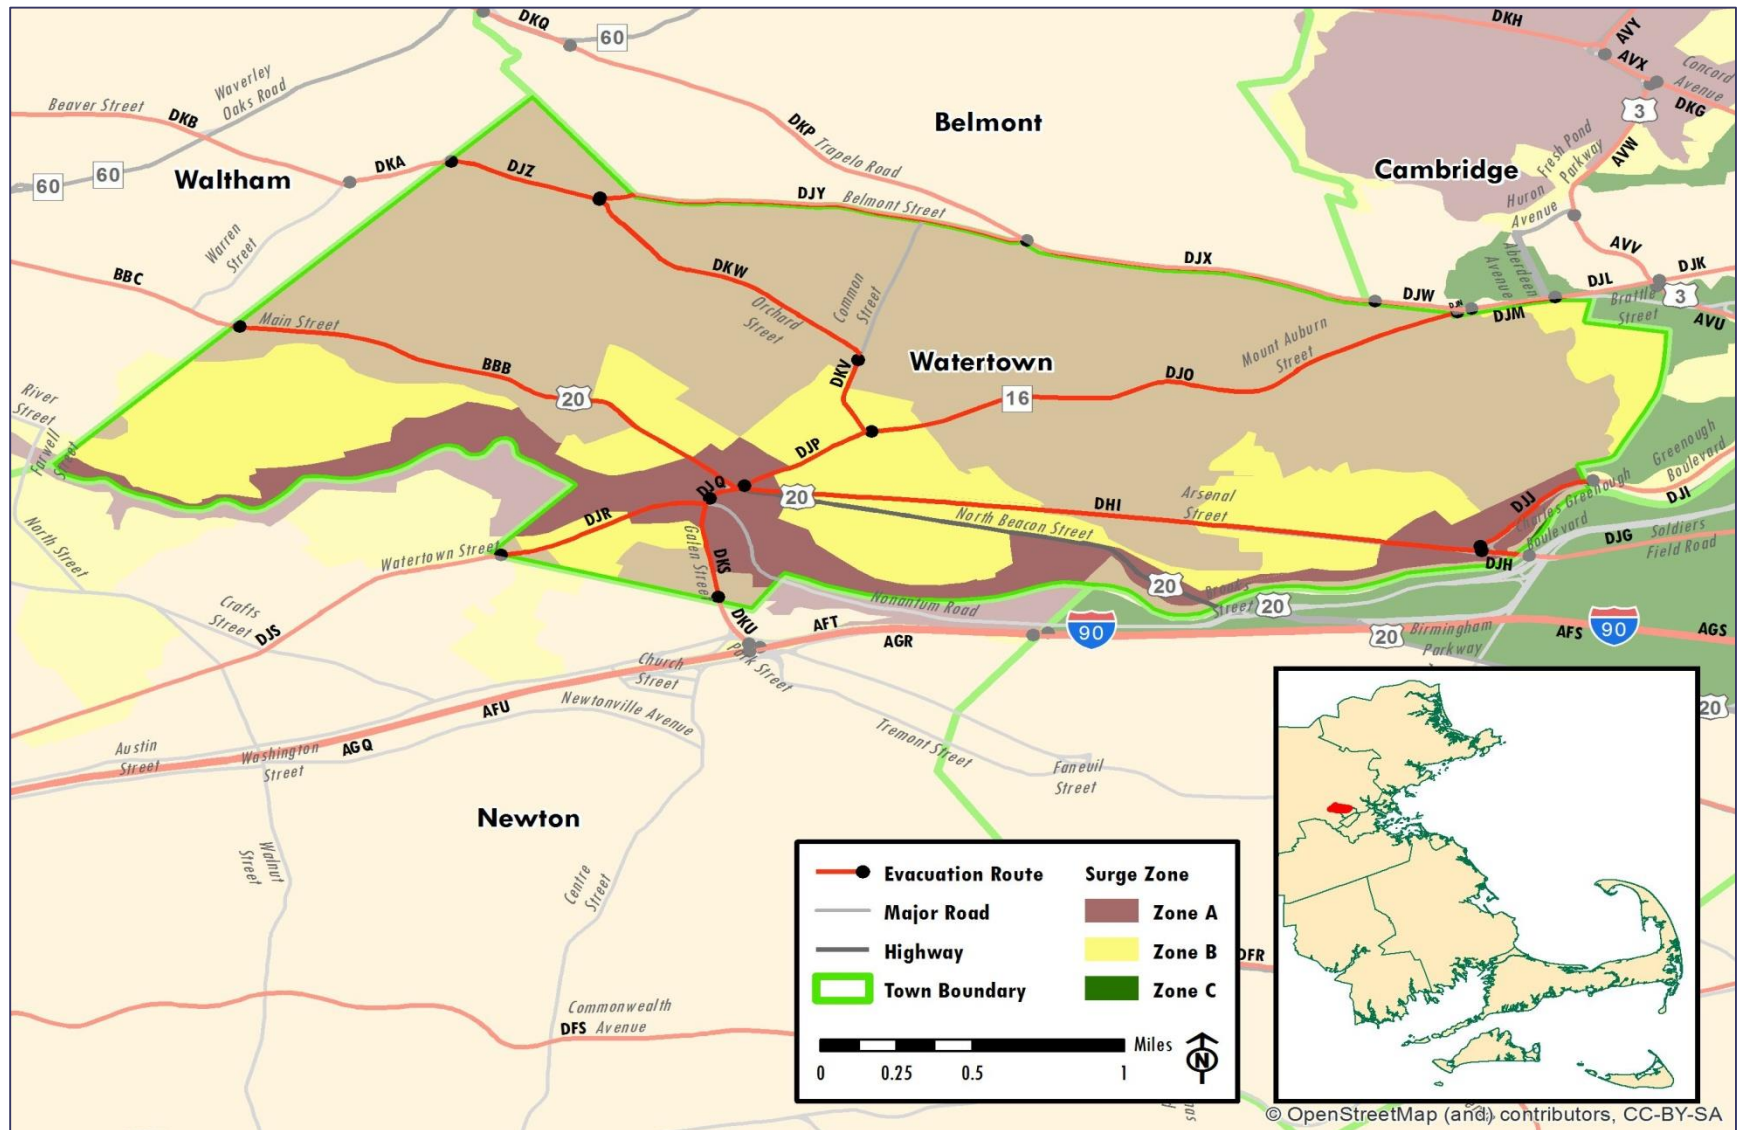 DKQ
60
DKH
AVY
AVX
Concord
Avenue
DKG
3
Waverley
Oaks Road
Beaver Street
DKB
60
60
DKA
Waltham
DJZ
Belmont
DKP
Trapelo Road
Cambridge
Fresh Pond
Parkway
AVW
Huron
Avenue
DJY
Belmont Street
Warren
Street
BBC
DKW
Orchard
Street
Common
Street
DJX
DJW
DJN
DJM
Aberdeen
Avenue
AVV
DJL
DJK
3
Brattle
Street
AVU
Main Street
BBB
20
DKV
Watertown
16
DJO
Mount Auburn
Street
River
Street
Farwell
Street
DJP
DJQ
20
DHI
Arsenal
Street
North Beacon Street
DJJ
Charles Greenough
Boulevard
Greenough
Boulevard
DJI
DJG
Soldiers
Field Road
DJH
North Street
Watertown Street
DJR
Galen Street
DKS
20
Brooks
Street
20
Nonantum Road
Crafts
Street
DJS
DKU
AFT
AGR
90
20
Birmingham
Parkway
AFS
90
AGS
Park Street
Church
Street
Newtonville Avenue
AFU
AGQ
Austin
Street
Washington
Street
Tremont Street
Faneuil
Street
20
Newton
Walnut
Street
Centre
Street
DFR
Commonwealth
Avenue
DFS
Evacuation Route
Major Road
Highway
Town Boundary
Surge Zone
Zone A
Zone B
Zone C
Miles
0
0.25
0.5
1
N
© OpenStreetMap (and) contributors, CC-BY-SA